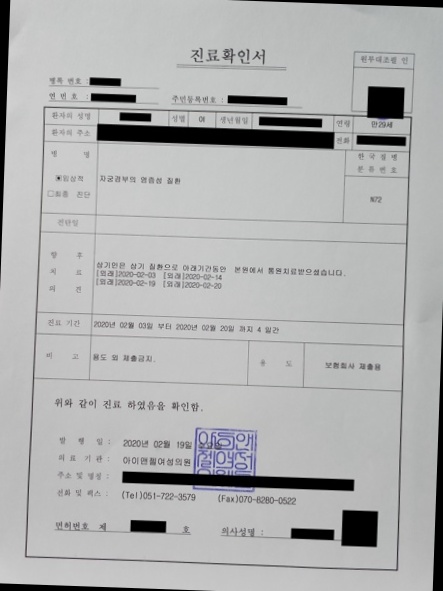 진료확인서
원무대조필 인
병록 번호 :
연 번 호 :
주민등록번호 :
환자의 성명
성별
여
생년월일
연령
만29세
환자의 주소
전화
병 명
한 국 질 병
분 류 번 호
임상적
최종 진단
자궁경부의 염증성 질환
N72
진단일
향 후
치 료
의 견
상기인은 상기 질환으로 아래기간동안 본원에서 통원치료받으셨습니다.
[외래]2020-02-03 [외래]2020-02-14
[외래]2020-02-19 [외래]2020-02-20
진료 기간
2020년 02월 03일 부터 2020년 02월 20일 까지 4 일간
비 고
용도 외 제출금지.
용 도
보험회사 제출용
위와 같이 진료 하였음을 확인함.
발 행 일 : 2020년 02월 19일
의 료 기 관 : 아이맨젤여성의원
주소 및 명칭 :
전화 및 팩스 : (Tel)051-722-3579 (Fax)070-8280-0522
면허번호 제 호
의사성명 :